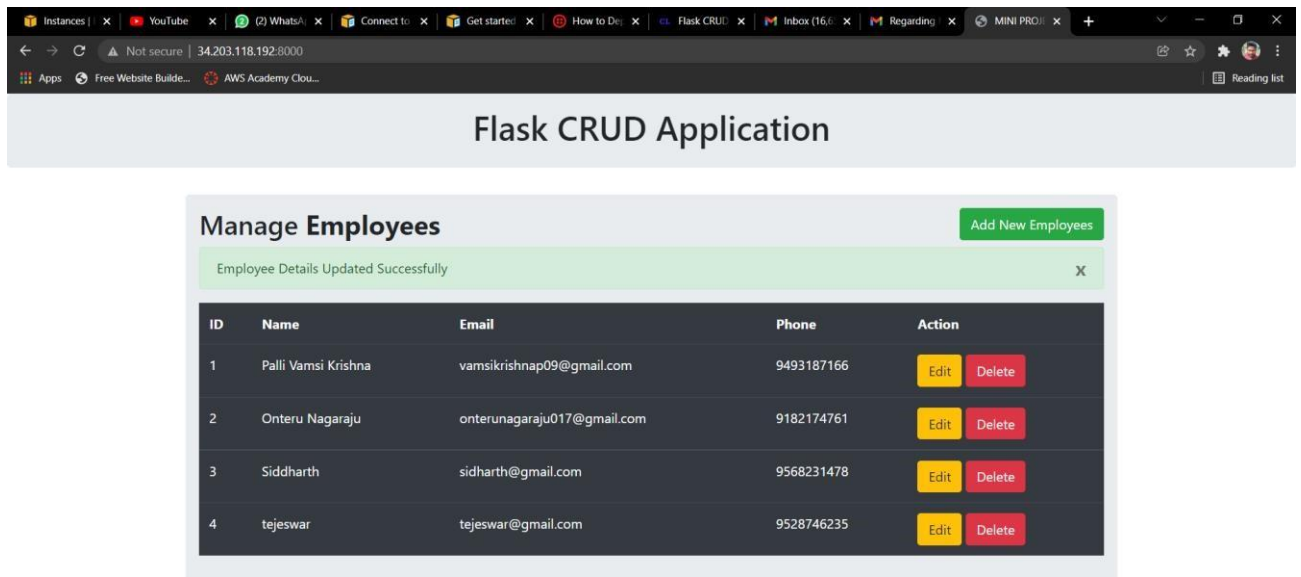 Instances | YouTube (2) WhatsA Connect to Get started How to De CL Flask CRUD Inbox (16,6 Regarding MINI PROJ
Not secure | 34.203.118.192:8000
Apps Free Website Builde... AWS Academy Clou... Reading list
Flask CRUD Application
Manage Employees Add New Employees
Employee Details Updated Successfully X
ID Name Email Phone Action
1 Palli Vamsi Krishna vamsikrishnap09@gmail.com 9493187166 Edit Delete
2 Onteru Nagaraju onterunagaraju017@gmail.com 9182174761 Edit Delete
3 Siddharth sidharth@gmail.com 9568231478 Edit Delete
4 tejeswar tejeswar@gmail.com 9528746235 Edit Delete